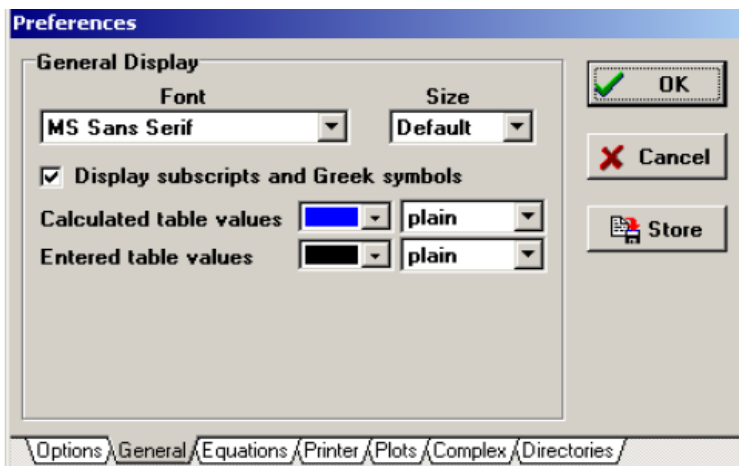 Preferences
General Display
Font
Size
MS Sans Serif
Default
Display subscripts and Greek symbols
Calculated table values
plain
Entered table values
plain
OK
Cancel
Store
Options General Equations Printer Plots Complex Directories